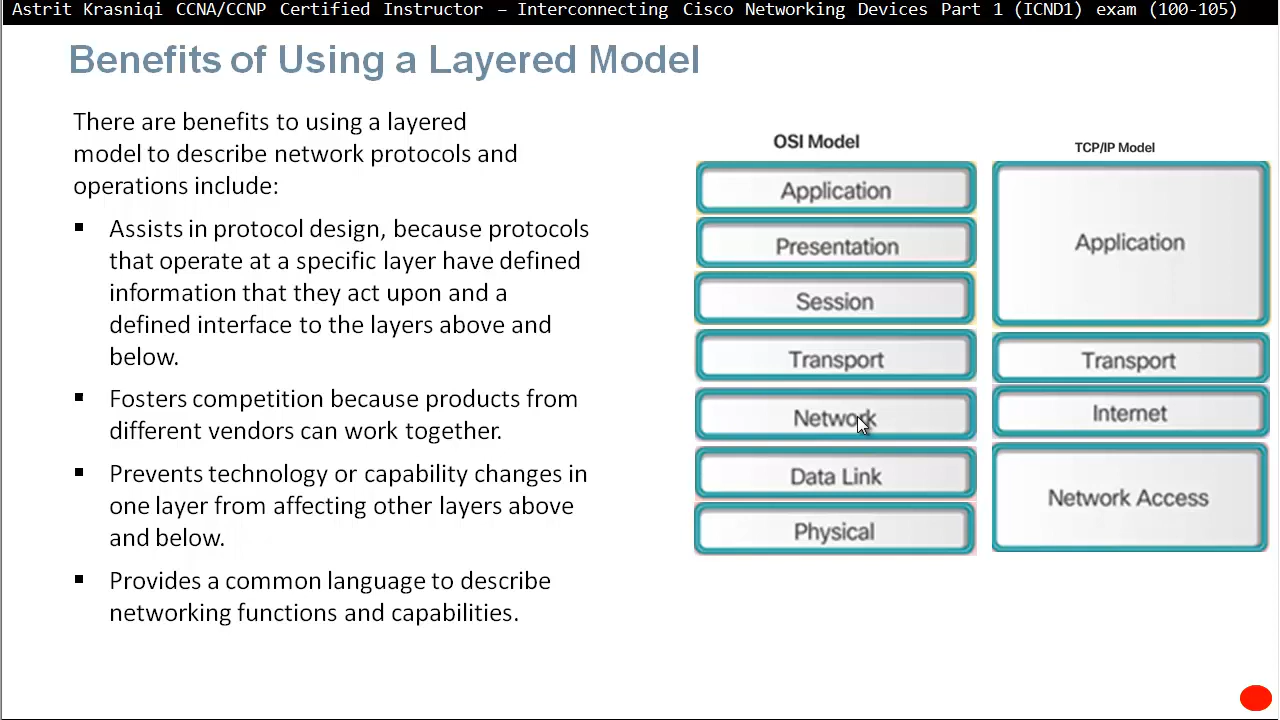 Astrit Krasniqi CCNA/CCNP Certified Instructor – Interconnecting Cisco Networking Devices Part 1 (ICND1) exam (100-105)
Benefits of Using a Layered Model
There are benefits to using a layered
model to describe network protocols and
operations include:
▪ Assists in protocol design, because protocols
that operate at a specific layer have defined
information that they act upon and a
defined interface to the layers above and
below.
▪ Fosters competition because products from
different vendors can work together.
▪ Prevents technology or capability changes in
one layer from affecting other layers above
and below.
▪ Provides a common language to describe
networking functions and capabilities.
OSI Model
Application
Presentation
Session
Transport
Network
Data Link
Physical
TCP/IP Model
Application
Transport
Internet
Network Access